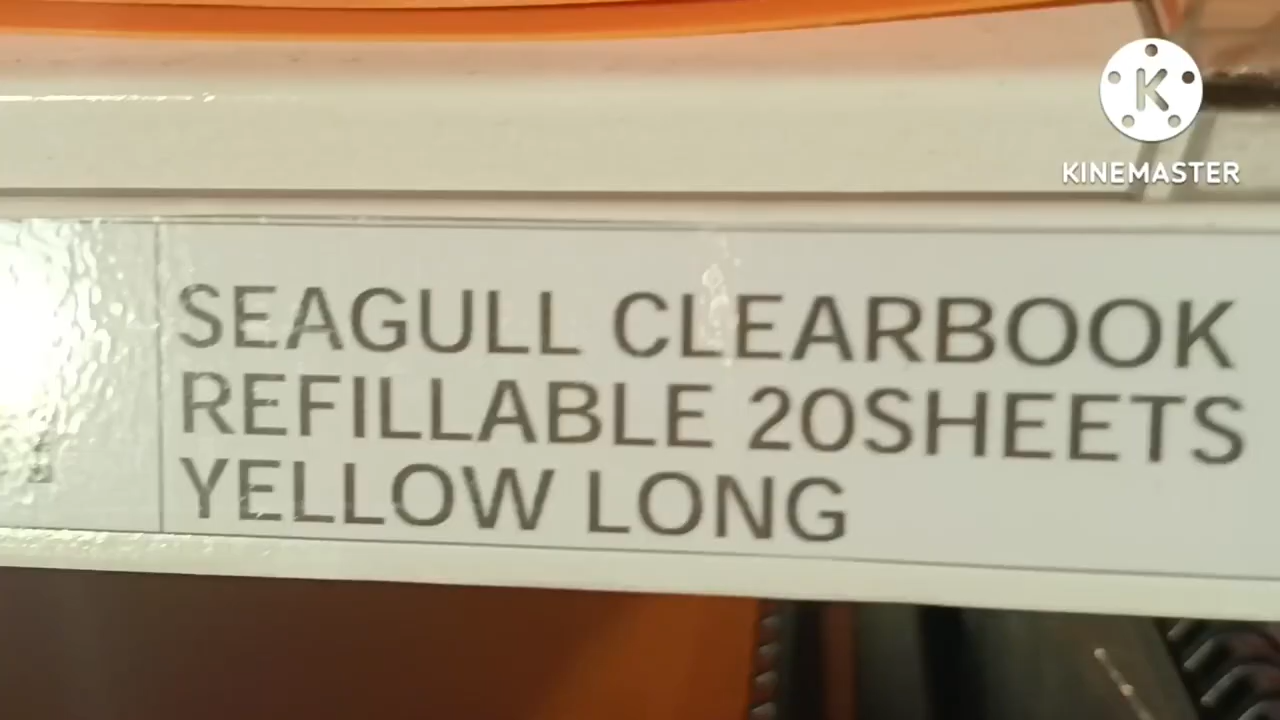 K
KINEMASTER
SEAGULL CLEARBOOK
REFILLABLE 20SHEETS
YELLOW LONG